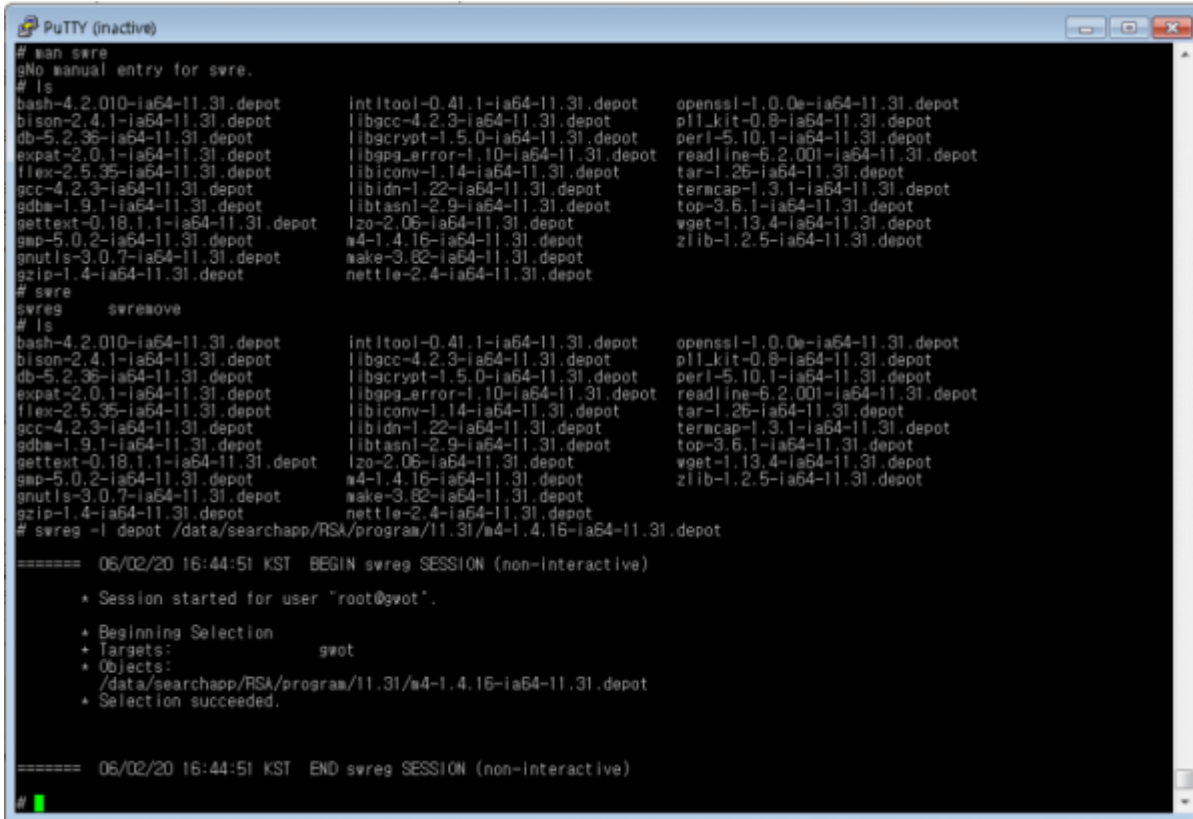 PuTTY (inactive)
# man swre
gNo manual entry for swre.
# ls
bash-4.2.010-ia64-11.31.depot intltool-0.41.1-ia64-11.31.depot openssl-1.0.0e-ia64-11.31.depot
bison-2.4.1-ia64-11.31.depot libgcc-4.2.3-ia64-11.31.depot p11_kit-0.8-ia64-11.31.depot
db-5.2.36-ia64-11.31.depot libgcrypt-1.5.0-ia64-11.31.depot perl-5.10.1-ia64-11.31.depot
expat-2.0.1-ia64-11.31.depot libgpg_error-1.10-ia64-11.31.depot readline-6.2.001-ia64-11.31.depot
flex-2.5.35-ia64-11.31.depot libiconv-1.14-ia64-11.31.depot tar-1.26-ia64-11.31.depot
gcc-4.2.3-ia64-11.31.depot libidn-1.22-ia64-11.31.depot termcap-1.3.1-ia64-11.31.depot
gdbm-1.9.1-ia64-11.31.depot libtasn1-2.9-ia64-11.31.depot top-3.6.1-ia64-11.31.depot
gettext-0.18.1.1-ia64-11.31.depot lzo-2.06-ia64-11.31.depot wget-1.13.4-ia64-11.31.depot
gmp-5.0.2-ia64-11.31.depot m4-1.4.16-ia64-11.31.depot zlib-1.2.5-ia64-11.31.depot
gnutls-3.0.7-ia64-11.31.depot make-3.82-ia64-11.31.depot
gzip-1.4-ia64-11.31.depot nettle-2.4-ia64-11.31.depot
# swre
swreg swremove
# ls
bash-4.2.010-ia64-11.31.depot intltool-0.41.1-ia64-11.31.depot openssl-1.0.0e-ia64-11.31.depot
bison-2.4.1-ia64-11.31.depot libgcc-4.2.3-ia64-11.31.depot p11_kit-0.8-ia64-11.31.depot
db-5.2.36-ia64-11.31.depot libgcrypt-1.5.0-ia64-11.31.depot perl-5.10.1-ia64-11.31.depot
expat-2.0.1-ia64-11.31.depot libgpg_error-1.10-ia64-11.31.depot readline-6.2.001-ia64-11.31.depot
flex-2.5.35-ia64-11.31.depot libiconv-1.14-ia64-11.31.depot tar-1.26-ia64-11.31.depot
gcc-4.2.3-ia64-11.31.depot libidn-1.22-ia64-11.31.depot termcap-1.3.1-ia64-11.31.depot
gdbm-1.9.1-ia64-11.31.depot libtasn1-2.9-ia64-11.31.depot top-3.6.1-ia64-11.31.depot
gettext-0.18.1.1-ia64-11.31.depot lzo-2.06-ia64-11.31.depot wget-1.13.4-ia64-11.31.depot
gmp-5.0.2-ia64-11.31.depot m4-1.4.16-ia64-11.31.depot zlib-1.2.5-ia64-11.31.depot
gnutls-3.0.7-ia64-11.31.depot make-3.82-ia64-11.31.depot
gzip-1.4-ia64-11.31.depot nettle-2.4-ia64-11.31.depot
# swreg -l depot /data/searchapp/RSA/program/11.31/m4-1.4.16-ia64-11.31.depot
======= 06/02/20 16:44:51 KST BEGIN swreg SESSION (non-interactive)
* Session started for user "root@gwot".
* Beginning Selection
* Targets: gwot
* Objects:
/data/searchapp/RSA/program/11.31/m4-1.4.16-ia64-11.31.depot
* Selection succeeded.
======= 06/02/20 16:44:51 KST END swreg SESSION (non-interactive)
#